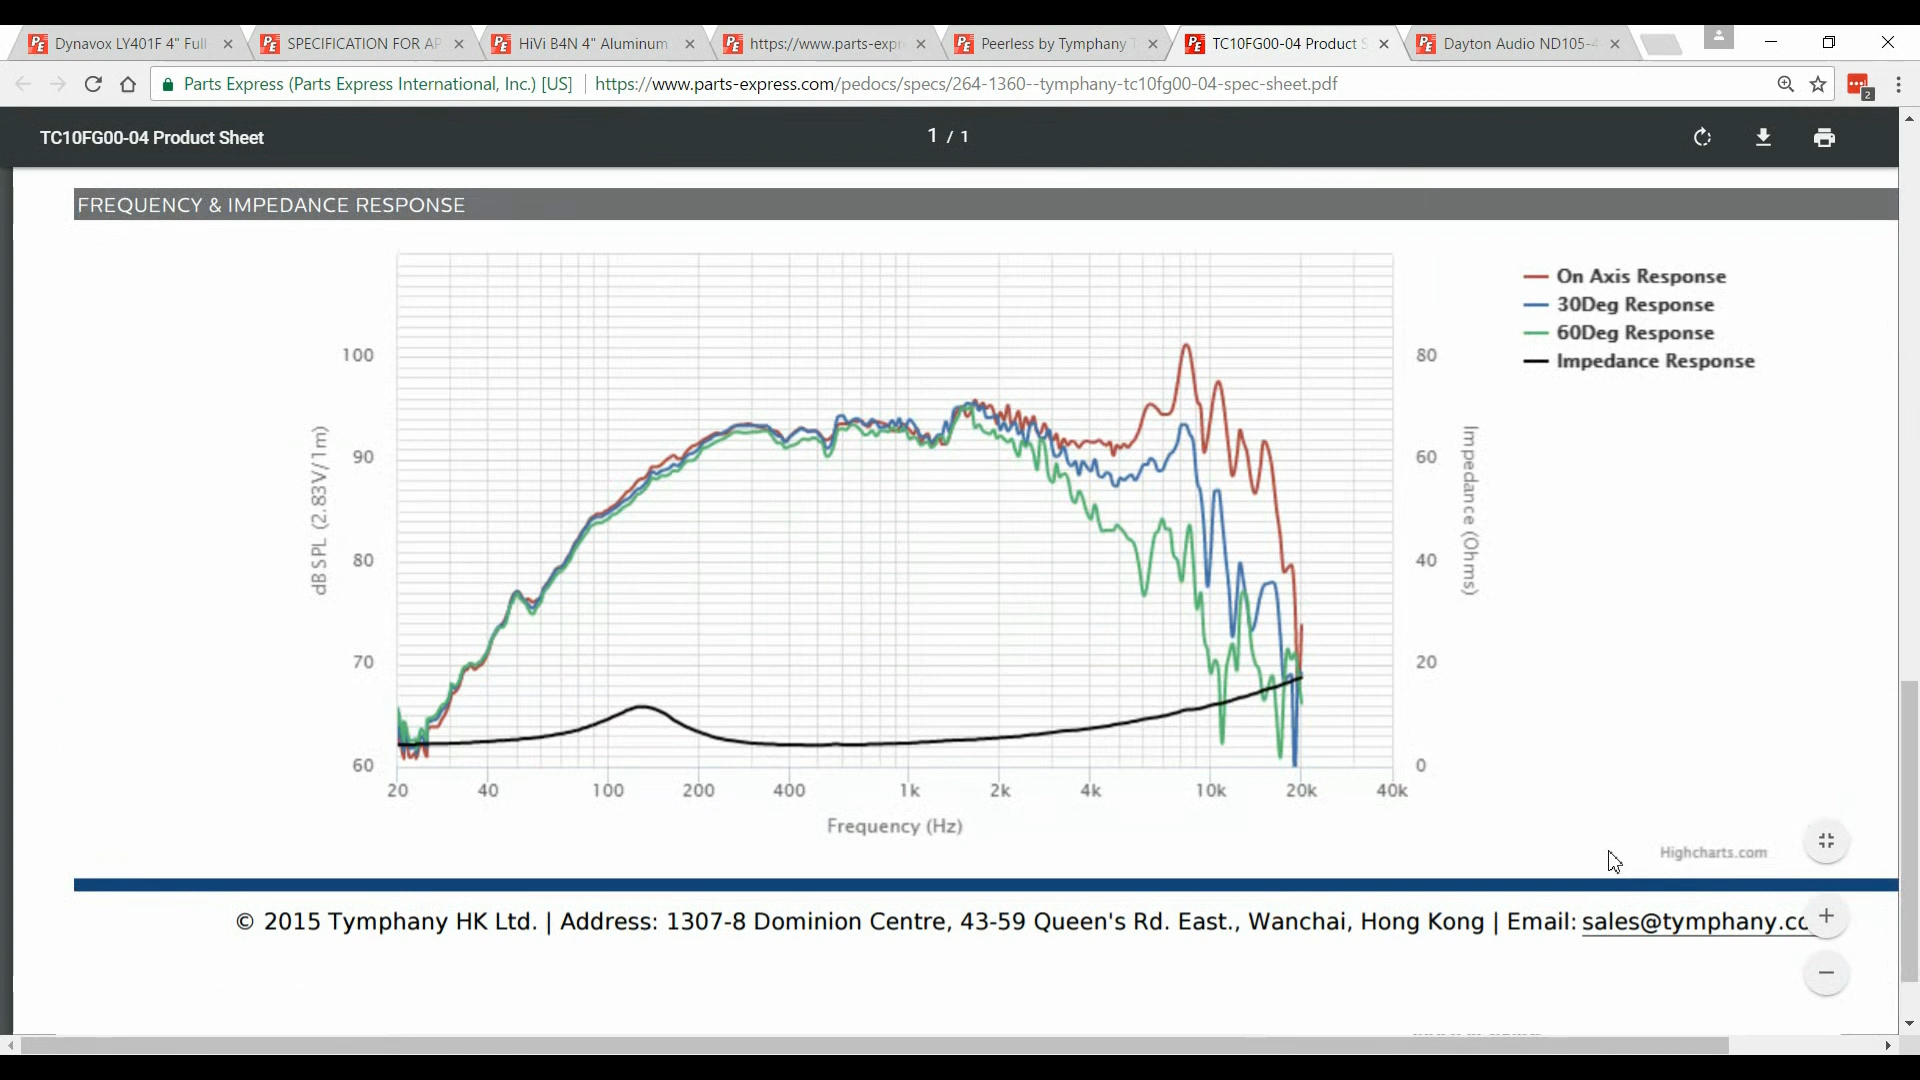 Dynavox LY401F 4" Full
SPECIFICATION FOR AP
HiVi B4N 4" Aluminum
https://www.parts-expr
Peerless by Tymphany
TC10FG00-04 Product S
Dayton Audio ND105-4
Parts Express (Parts Express International, Inc.) [US]
https://www.parts-express.com/pedocs/specs/264-1360--tymphany-tc10fg00-04-spec-sheet.pdf
2
TC10FG00-04 Product Sheet
1 / 1
FREQUENCY & IMPEDANCE RESPONSE
On Axis Response
30Deg Response
60Deg Response
Impedance Response
100
90
80
70
60
dB SPL (2.83V/1m)
80
60
40
20
0
Impedance (Ohms)
20 40 100 200 400 1k 2k 4k 10k 20k 40k
Frequency (Hz)
Highcharts.com
© 2015 Tymphany HK Ltd. | Address: 1307-8 Dominion Centre, 43-59 Queen's Rd. East., Wanchai, Hong Kong | Email: sales@tymphany.co